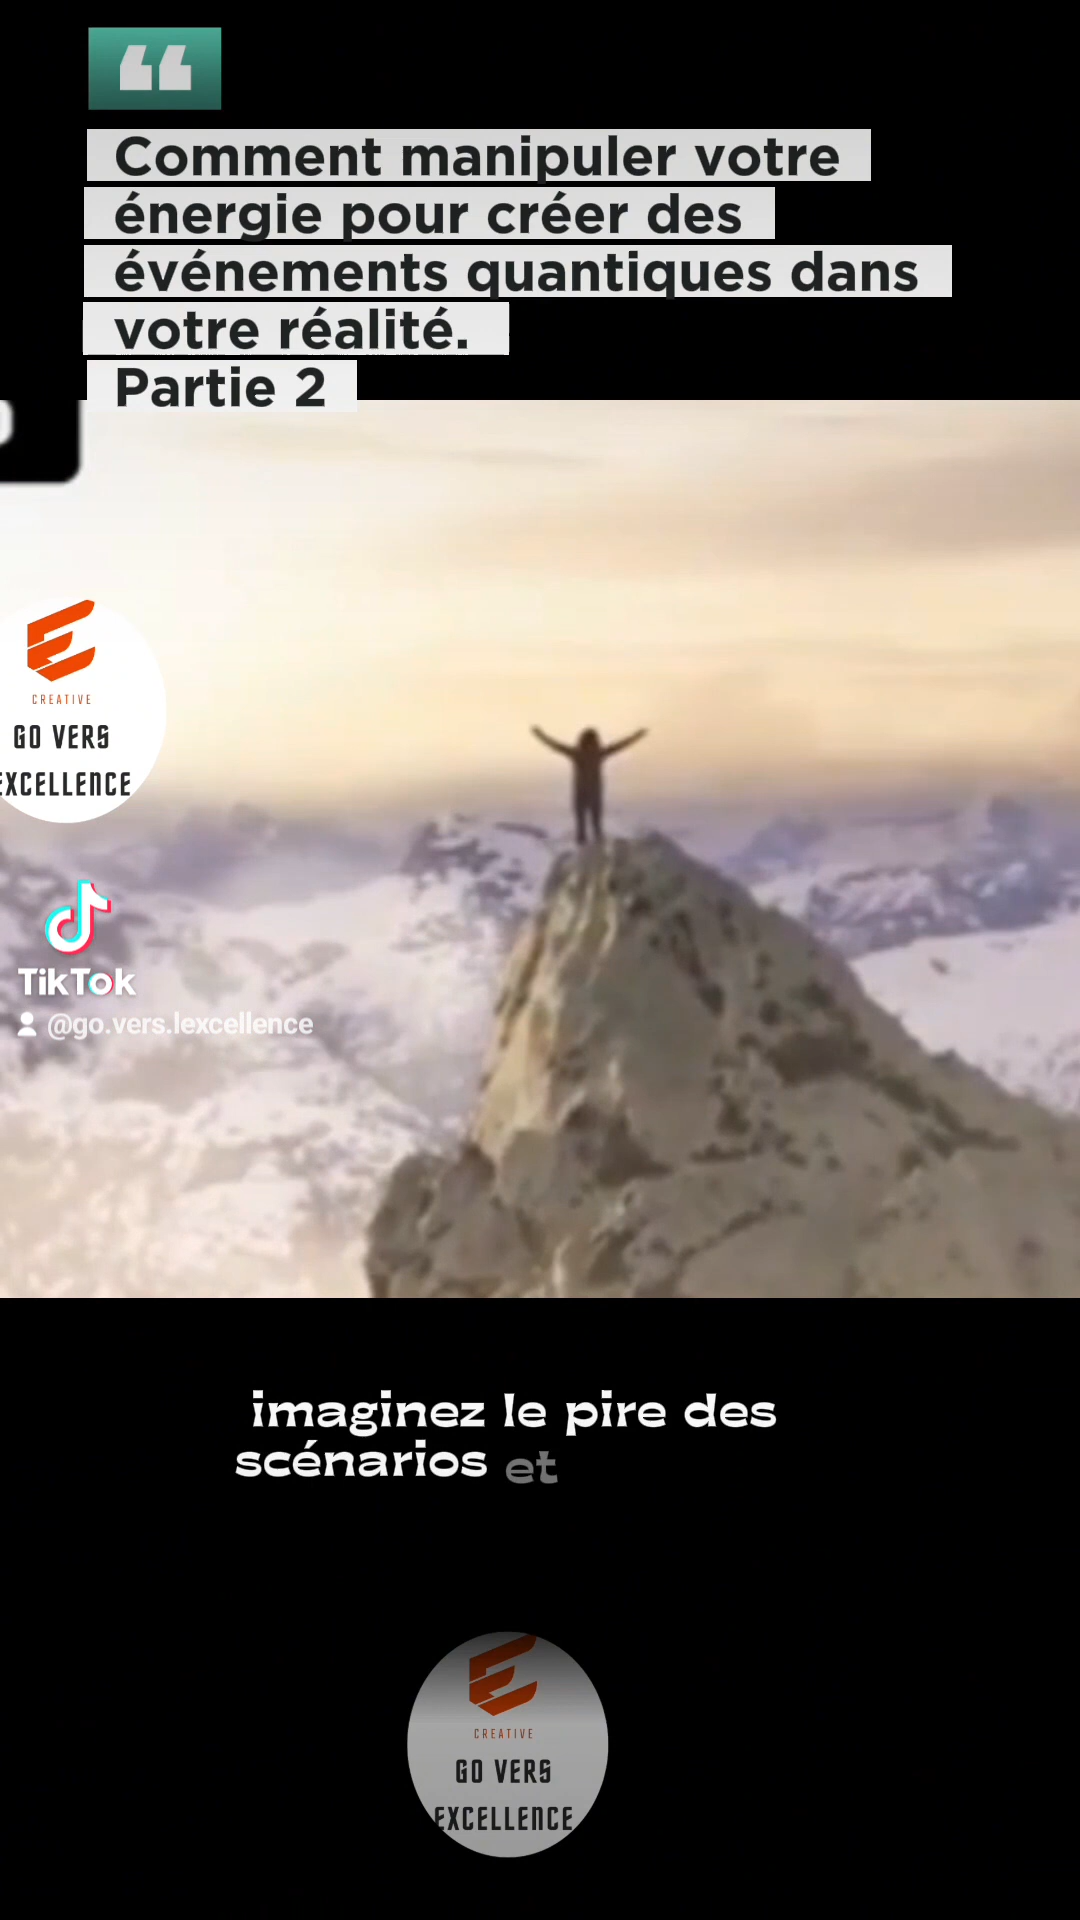 Comment manipuler votre
énergie pour créer des
événements quantiques dans
votre réalité.
Partie 2
CREATIVE
GO VERS
EXCELLENCE
TikTok
@go.vers.lexcellence
imaginez le pire des
scénarios et
CREATIVE
GO VERS
EXCELLENCE